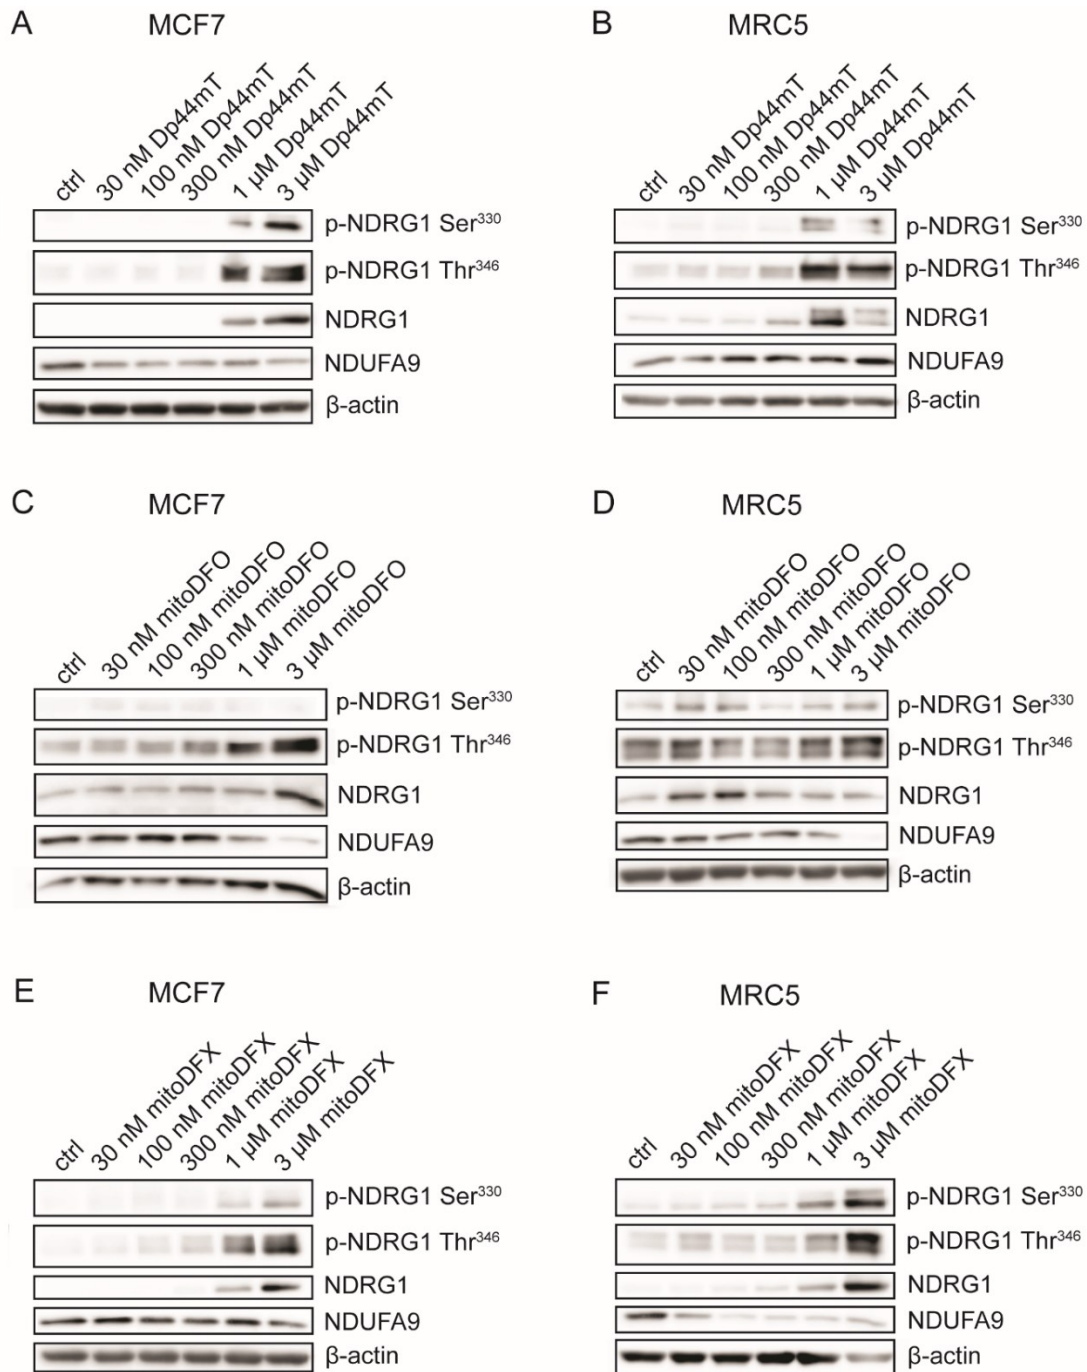 A MCF7
ctrl
30 nM Dp44mT
100 nM Dp44mT
300 nM Dp44mT
1 µM Dp44mT
3 µM Dp44mT
p-NDRG1 Ser³³⁰
p-NDRG1 Thr³⁴⁶
NDRG1
NDUFA9
β-actin
B MRC5
ctrl
30 nM Dp44mT
100 nM Dp44mT
300 nM Dp44mT
1 µM Dp44mT
3 µM Dp44mT
p-NDRG1 Ser³³⁰
p-NDRG1 Thr³⁴⁶
NDRG1
NDUFA9
β-actin
C MCF7
ctrl
30 nM mitoDFO
100 nM mitoDFO
300 nM mitoDFO
1 µM mitoDFO
3 µM mitoDFO
p-NDRG1 Ser³³⁰
p-NDRG1 Thr³⁴⁶
NDRG1
NDUFA9
β-actin
D MRC5
ctrl
30 nM mitoDFO
100 nM mitoDFO
300 nM mitoDFO
1 µM mitoDFO
3 µM mitoDFO
p-NDRG1 Ser³³⁰
p-NDRG1 Thr³⁴⁶
NDRG1
NDUFA9
β-actin
E MCF7
ctrl
30 nM mitoDFX
100 nM mitoDFX
300 nM mitoDFX
1 µM mitoDFX
3 µM mitoDFX
p-NDRG1 Ser³³⁰
p-NDRG1 Thr³⁴⁶
NDRG1
NDUFA9
β-actin
F MRC5
ctrl
30 nM mitoDFX
100 nM mitoDFX
300 nM mitoDFX
1 µM mitoDFX
3 µM mitoDFX
p-NDRG1 Ser³³⁰
p-NDRG1 Thr³⁴⁶
NDRG1
NDUFA9
β-actin